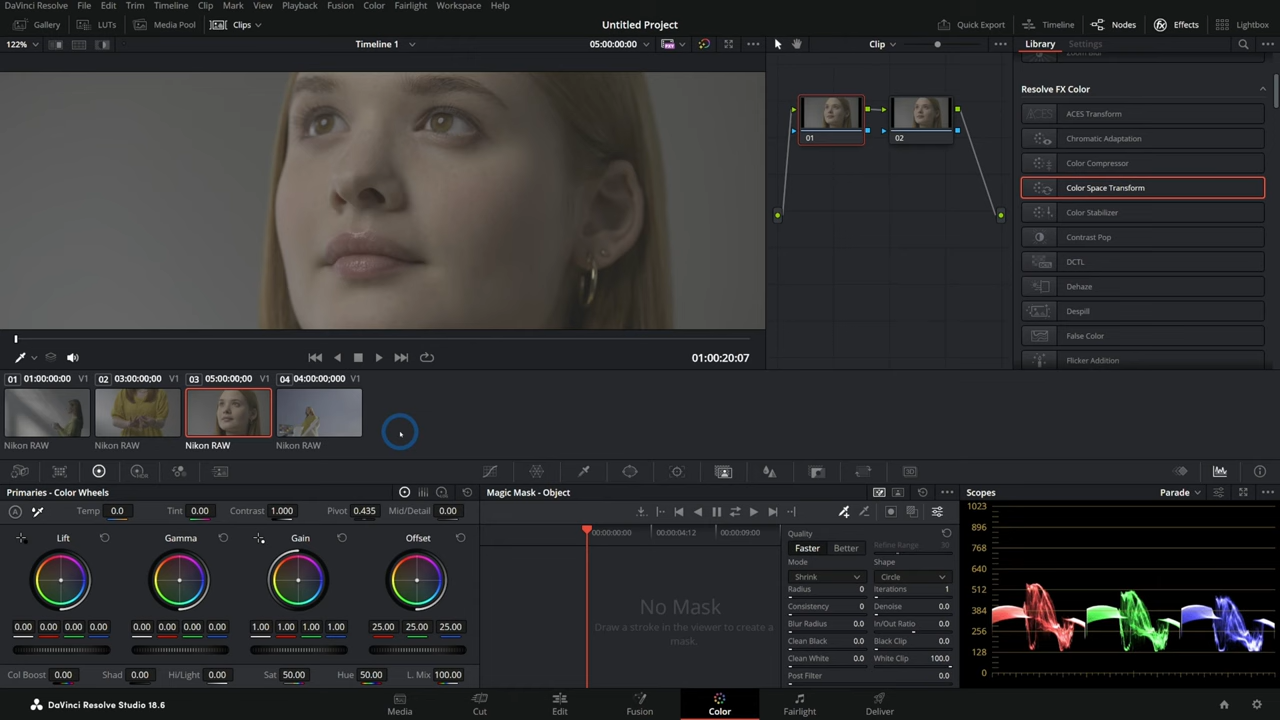 DaVinci Resolve File Edit Trim Timeline Clip Mark View Playback Fusion Color Fairlight Workspace Help
Gallery LUTs Media Pool Clips Untitled Project Quick Export Timeline Nodes Effects Lightbox
122% Timeline 1 05:00:00:00 Clip Library Settings
Resolve FX Color
ACES Transform
Chromatic Adaptation
Color Compressor
Color Space Transform
Color Stabilizer
Contrast Pop
DCTL
Dehaze
Despill
False Color
Flicker Addition
01 02
01:00:20:07
01 01:00:00:00 V1 02 03:00:00;00 V1 03 05:00:00:00 V1 04 04:00:00;000 V1
Nikon RAW Nikon RAW Nikon RAW Nikon RAW
Primaries - Color Wheels
A Temp 0.0 Tint 0.00 Contrast 1.000 Pivot 0.435 Mid/Detail 0.00
Lift Gamma Gain Offset
0.00 0.00 0.00 0.00 0.00 0.00 0.00 0.00 1.00 1.00 1.00 1.00 25.00 25.00 25.00
Col Boost 0.00 Shad 0.00 Hi/Light 0.00 Sat 50.00 Hue 50.00 L. Mix 100.00
Magic Mask - Object
00:00:00:00 00:00:04:12 00:00:09:00
No Mask
Draw a stroke in the viewer to create a
mask.
Quality
Faster Better Refine Range
Mode Shape
Shrink Circle
Radius 0 Iterations 1
Consistency 0 Denoise 0.0
Blur Radius 0.0 In/Out Ratio 0.0
Clean Black 0.0 Black Clip 0.0
Clean White 0.0 White Clip 100.0
Post Filter 0.0
Scopes Parade
1023
896
768
640
512
384
256
128
0
DaVinci Resolve Studio 18.6
Media Cut Edit Fusion Color Fairlight Deliver